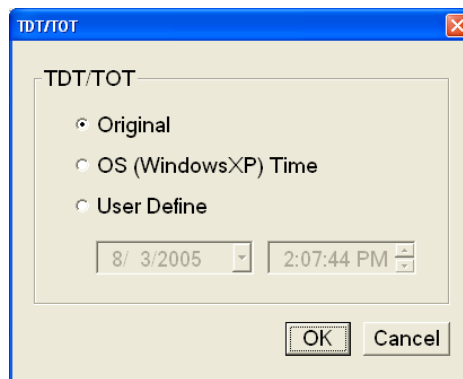 TDT/TOT
TDT/TOT
Original
OS (WindowsXP) Time
User Define
8/ 3/2005 2:07:44 PM
OK Cancel